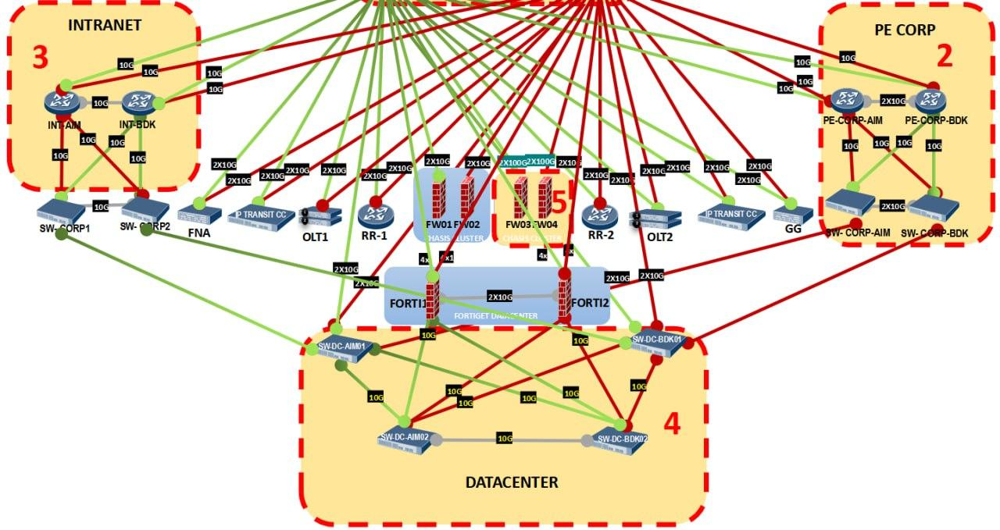 INTRANET
PE CORP
3
2
10G
10G
10G
10G
10G
10G
10G
10G
10G
10G
2X10G
INT-AIM
INT-BDK
PE-CORP-AIM
PE-CORP-BDK
10G
10G
10G
10G
10G
10G
10G
10G
2X10G
2X10G
2X10G
2X10G
2X10G
2X10G
2X10G
2X10G
2X10G
2X100G
2X100G
2X10G
2X10G
2X10G
2X10G
2X10G
2X10G
2X10G
2X10G
10G
2X10G
5
SW- CORP1
SW- CORP2
FNA
IP TRANSIT CC
OLT1
RR-1
FW01
FW02
CHASIS CLUSTER
FW03
FW04
CHASIS CLUSTER
RR-2
OLT2
IP TRANSIT CC
GG
SW- CORP-AIM
SW- CORP-BDK
4x
4x1
4x
2X10G
2X10G
2X10G
2X10G
FORTI1
2X10G
FORTI2
FORTIGET DATACENTER
10G
10G
SW-DC-AIM01
SW-DC-BDK01
10G
10G
10G
10G
10G
10G
4
SW-DC-AIM02
10G
SW-DC-BDK02
DATACENTER